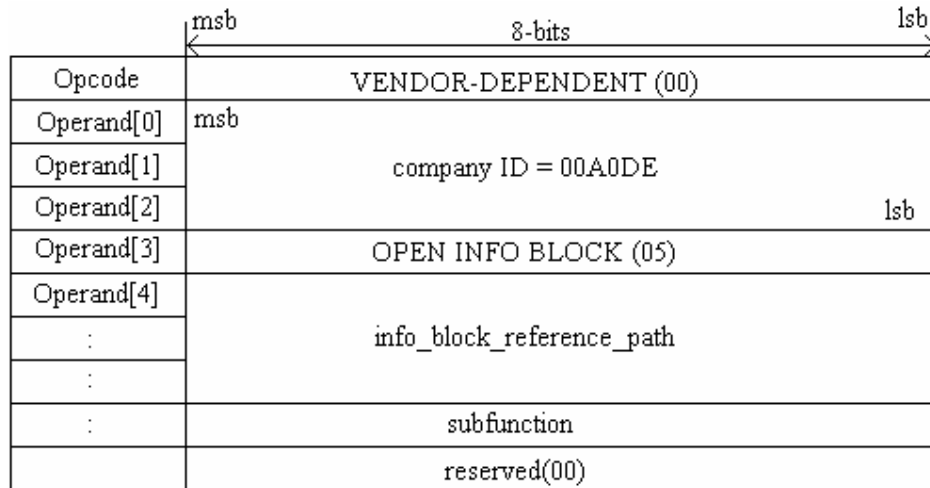 msb 8-bits lsb
Opcode VENDOR-DEPENDENT (00)
Operand[0] msb
Operand[1] company ID = 00A0DE
Operand[2] lsb
Operand[3] OPEN INFO BLOCK (05)
Operand[4]
: info_block_reference_path
:
: subfunction
reserved(00)